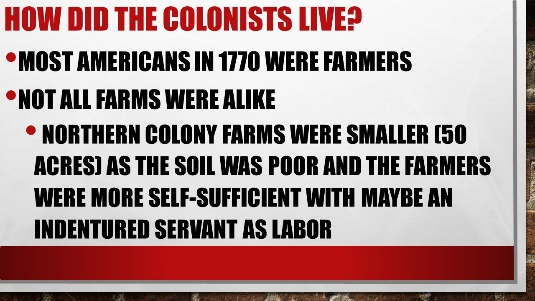 HOW DID THE COLONISTS LIVE?
•MOST AMERICANS IN 1770 WERE FARMERS
•NOT ALL FARMS WERE ALIKE
• NORTHERN COLONY FARMS WERE SMALLER (50
ACRES) AS THE SOIL WAS POOR AND THE FARMERS
WERE MORE SELF-SUFFICIENT WITH MAYBE AN
INDENTURED SERVANT AS LABOR